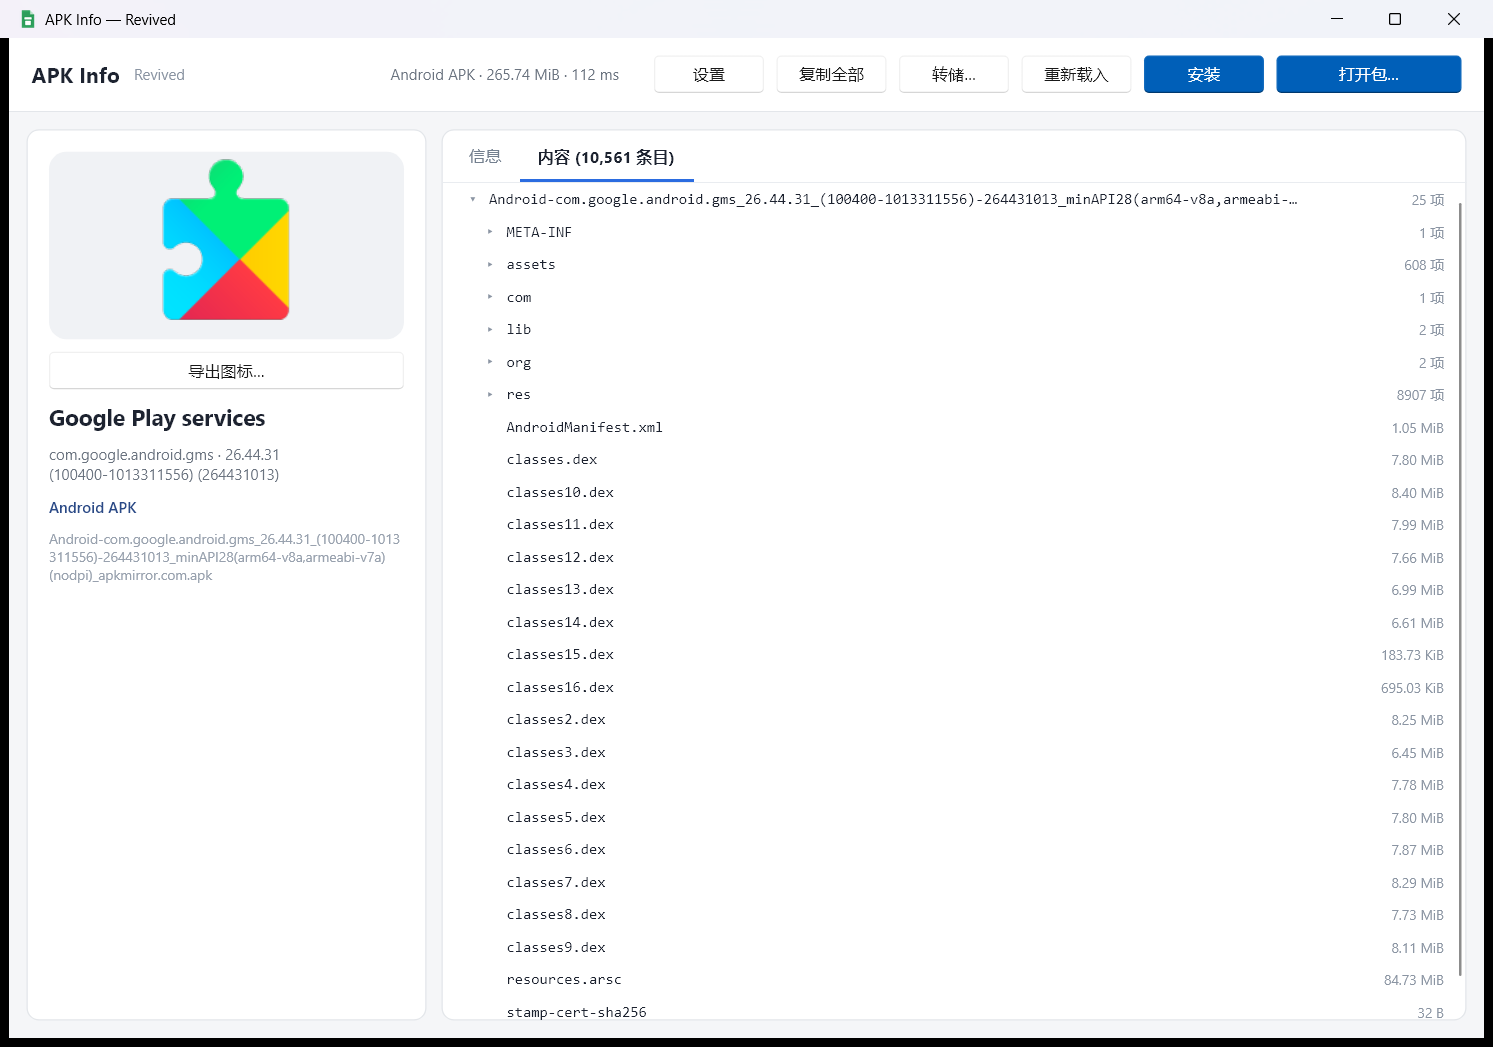 APK Info — Revived
APK Info Revived
Android APK · 265.74 MiB · 112 ms
设置
复制全部
转储...
重新载入
安装
打开包...
导出图标...
Google Play services
com.google.android.gms · 26.44.31
(100400-1013311556) (264431013)
Android APK
Android-com.google.android.gms_26.44.31_(100400-1013
311556)-264431013_minAPI28(arm64-v8a,armeabi-v7a)
(nodpi)_apkmirror.com.apk
信息
内容 (10,561 条目)
Android-com.google.android.gms_26.44.31_(100400-1013311556)-264431013_minAPI28(arm64-v8a,armeabi-… 25 项
META-INF 1 项
assets 608 项
com 1 项
lib 2 项
org 2 项
res 8907 项
AndroidManifest.xml 1.05 MiB
classes.dex 7.80 MiB
classes10.dex 8.40 MiB
classes11.dex 7.99 MiB
classes12.dex 7.66 MiB
classes13.dex 6.99 MiB
classes14.dex 6.61 MiB
classes15.dex 183.73 KiB
classes16.dex 695.03 KiB
classes2.dex 8.25 MiB
classes3.dex 6.45 MiB
classes4.dex 7.78 MiB
classes5.dex 7.80 MiB
classes6.dex 7.87 MiB
classes7.dex 8.29 MiB
classes8.dex 7.73 MiB
classes9.dex 8.11 MiB
resources.arsc 84.73 MiB
stamp-cert-sha256 32 B